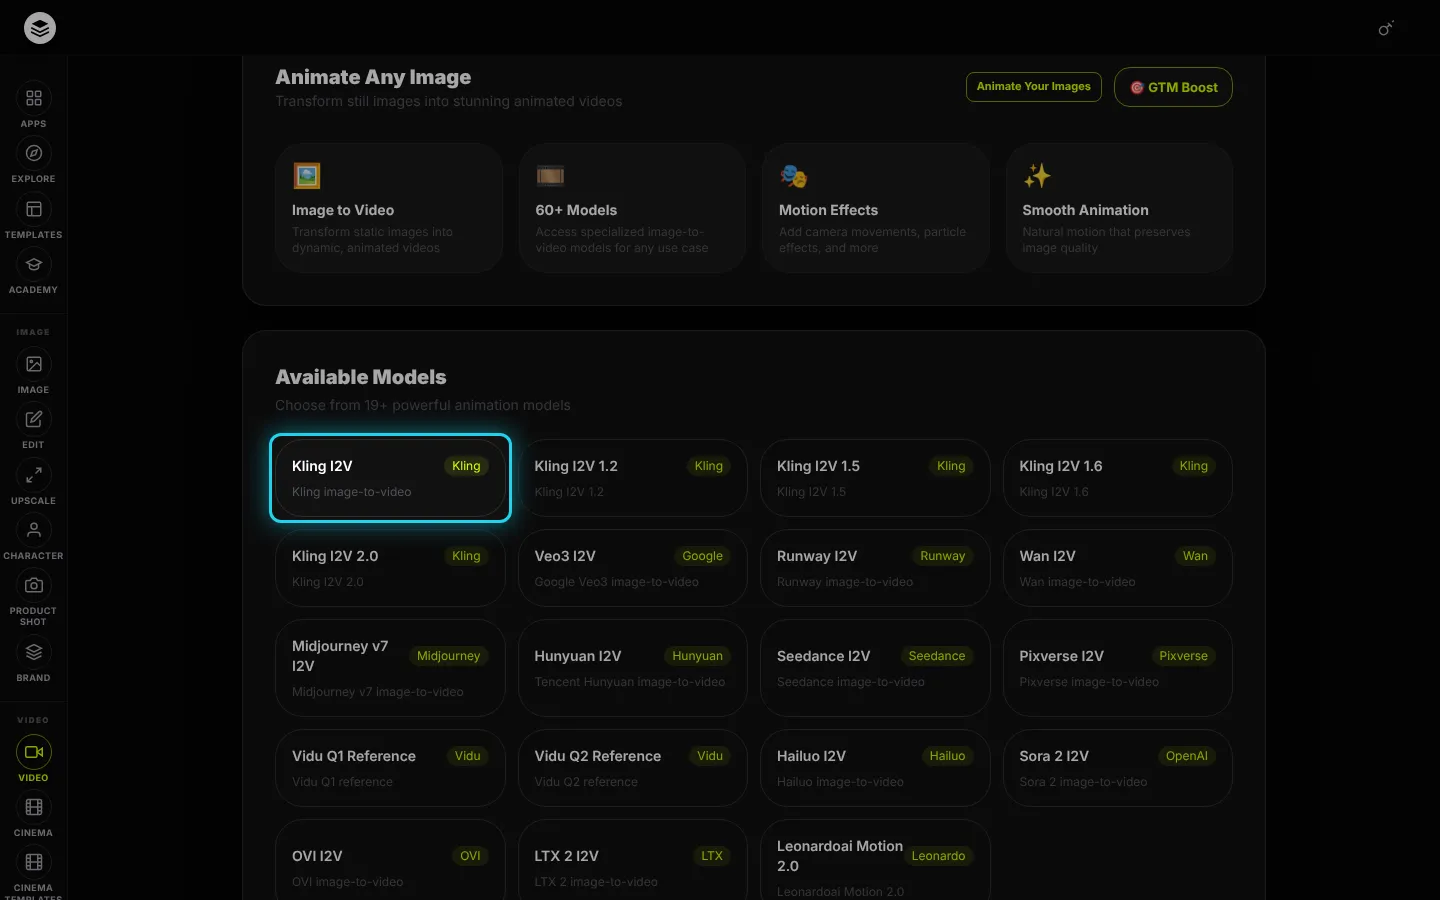 Animate Any Image
Transform still images into stunning animated videos
Animate Your Images
GTM Boost
APPS
EXPLORE
TEMPLATES
ACADEMY
IMAGE
IMAGE
EDIT
UPSCALE
CHARACTER
PRODUCT
SHOT
BRAND
VIDEO
VIDEO
CINEMA
CINEMA
TEMPLATES
Image to Video
Transform static images into
dynamic, animated videos
60+ Models
Access specialized image-to-
video models for any use case
Motion Effects
Add camera movements, particle
effects, and more
Smooth Animation
Natural motion that preserves
image quality
Available Models
Choose from 19+ powerful animation models
Kling I2V
Kling
Kling image-to-video
Kling I2V 1.2
Kling
Kling I2V 1.2
Kling I2V 1.5
Kling
Kling I2V 1.5
Kling I2V 1.6
Kling
Kling I2V 1.6
Kling I2V 2.0
Kling
Kling I2V 2.0
Veo3 I2V
Google
Google Veo3 image-to-video
Runway I2V
Runway
Runway image-to-video
Wan I2V
Wan
Wan image-to-video
Midjourney v7
I2V
Midjourney
Midjourney v7 image-to-video
Hunyuan I2V
Hunyuan
Tencent Hunyuan image-to-video
Seedance I2V
Seedance
Seedance image-to-video
Pixverse I2V
Pixverse
Pixverse image-to-video
Vidu Q1 Reference
Vidu
Vidu Q1 reference
Vidu Q2 Reference
Vidu
Vidu Q2 reference
Hailuo I2V
Hailuo
Hailuo image-to-video
Sora 2 I2V
OpenAI
Sora 2 image-to-video
OVI I2V
OVI
OVI image-to-video
LTX 2 I2V
LTX
LTX 2 image-to-video
Leonardoai Motion
2.0
Leonardo
Leonardoai Motion 2.0